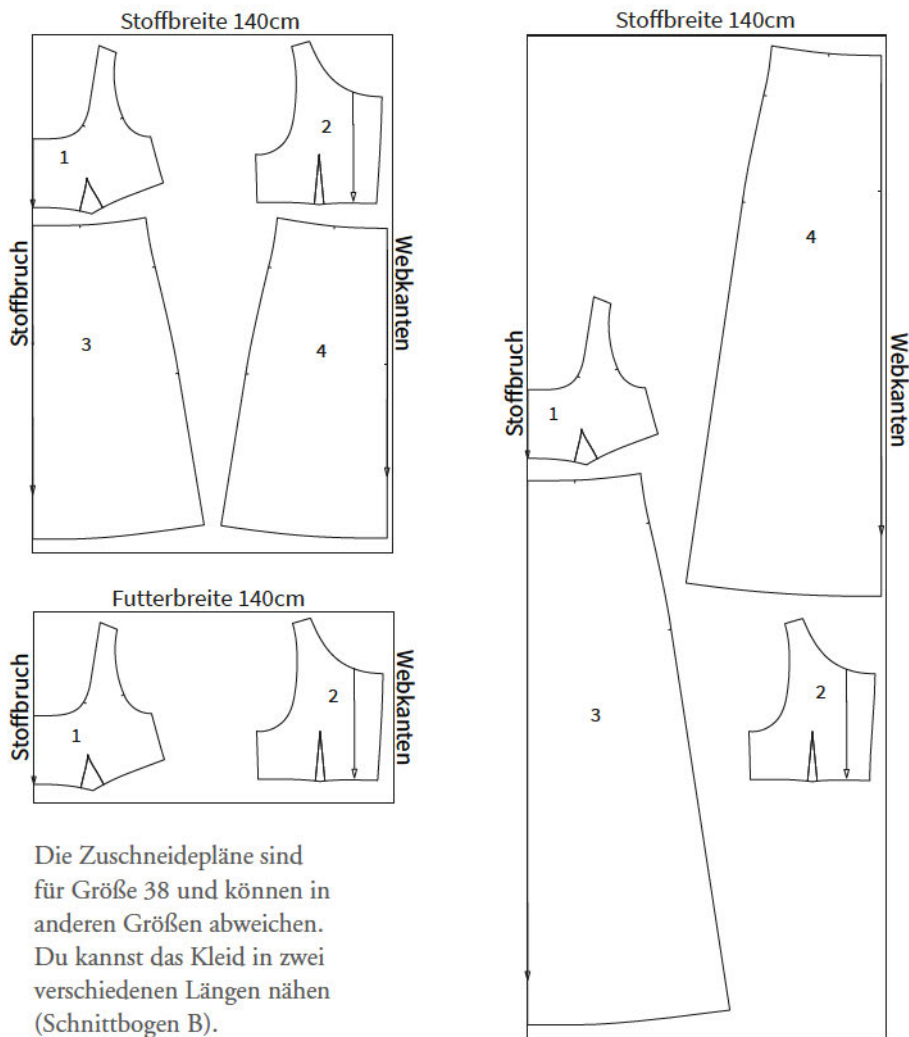 Stoffbreite 140cm
1
2
3
4
Stoffbruch
Webkanten
Futterbreite 140cm
1
2
Stoffbruch
Webkanten
Die Zuschneidepläne sind
für Größe 38 und können in
anderen Größen abweichen.
Du kannst das Kleid in zwei
verschiedenen Längen nähen
(Schnittbogen B).
Stoffbreite 140cm
4
1
2
3
Stoffbruch
Webkanten